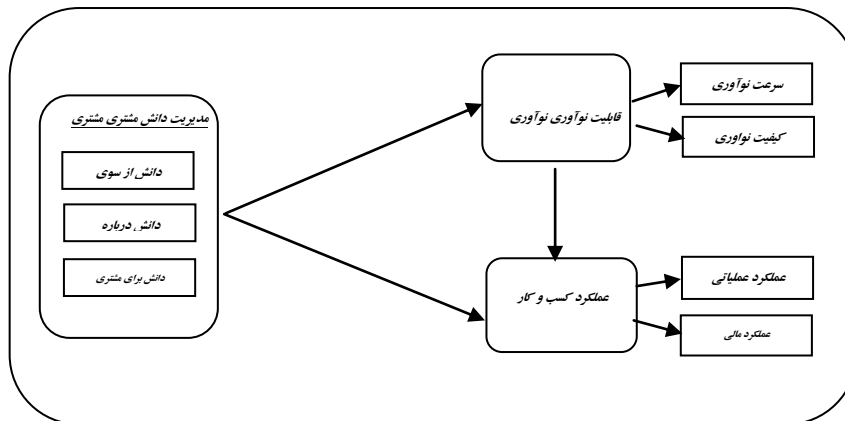 مدیریت دانش مشتری مشتری
دانش از سوی
دانش درباره
دانش برای مشتری
قابلیت نوآوری نوآوری
سرعت نوآوری
کیفیت نواوری
عملکرد کسب و کار
عملکرد عملیاتی
عملکرد مالی